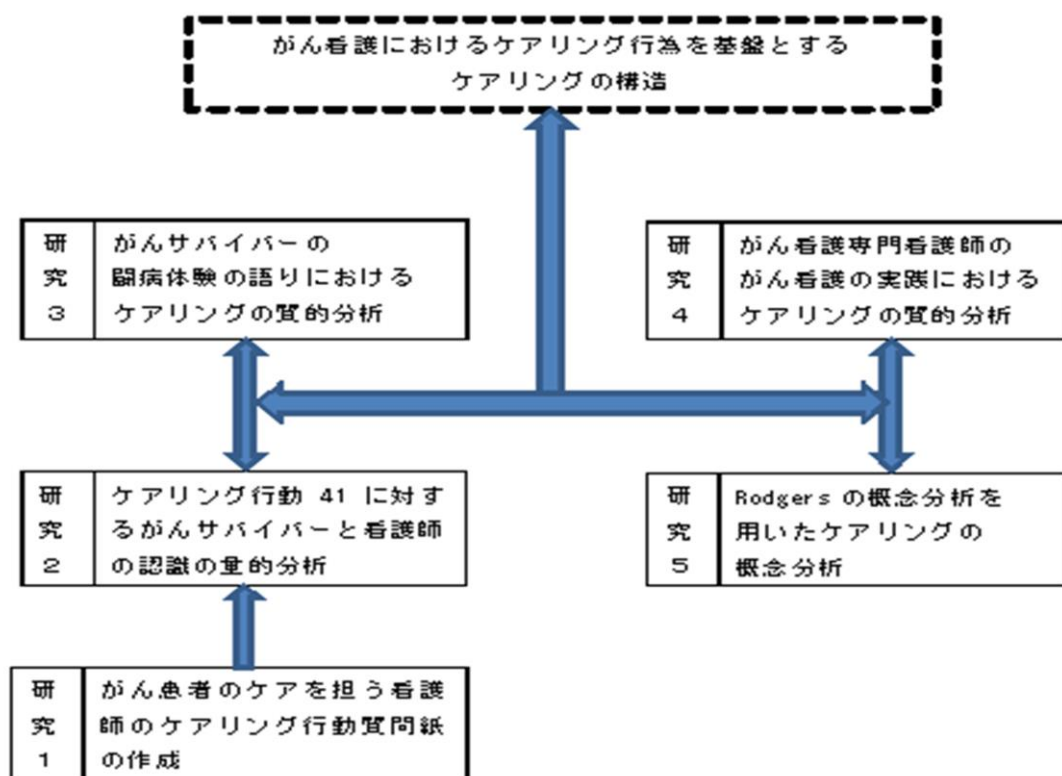 がん看護におけるケアリング行為を基盤とする
ケアリングの構造
研究3
がんサバイバーの
闘病体験の語りにおける
ケアリングの質的分析
研究4
がん看護専門看護師の
がん看護の実践における
ケアリングの質的分析
研究2
ケアリング行動 41 に対す
るがんサバイバーと看護師
の認識の量的分析
研究5
Rodgers の概念分析を
用いたケアリングの
概念分析
研究1
がん患者のケアを担う看護
師のケアリング行動質問紙
の作成